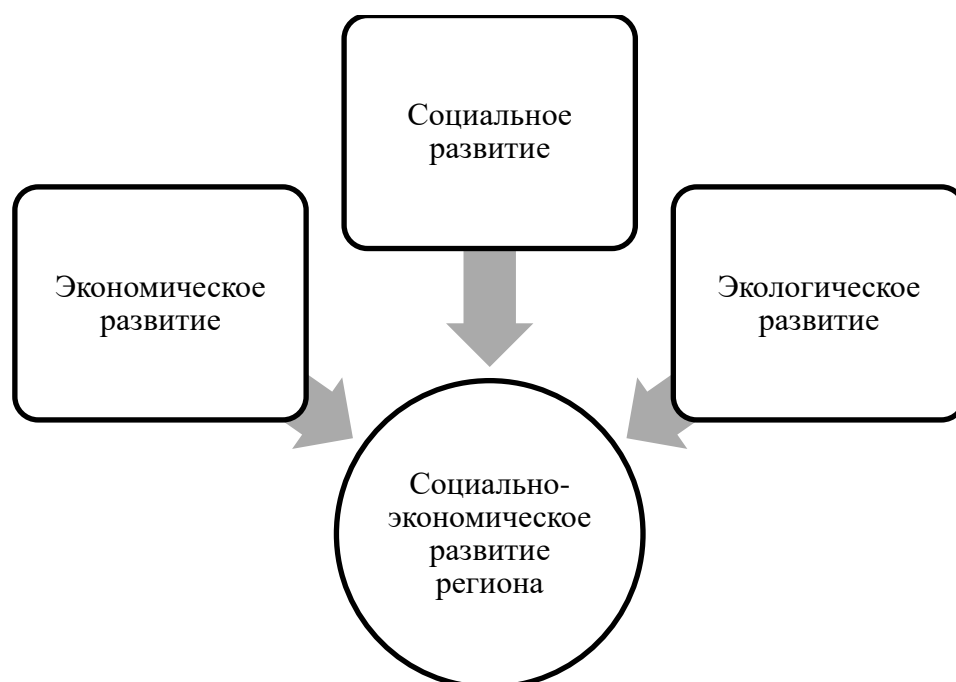 Социальное
развитие
Экономическое
развитие
Экологическое
развитие
Социально-
экономическое
развитие
региона